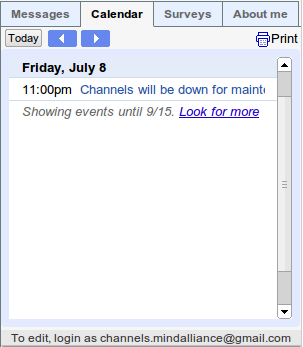 Messages Calendar Surveys About me
Today Print
Friday, July 8
11:00pm Channels will be down for mainte
Showing events until 9/15. Look for more
To edit, login as channels.mindalliance@gmail.com